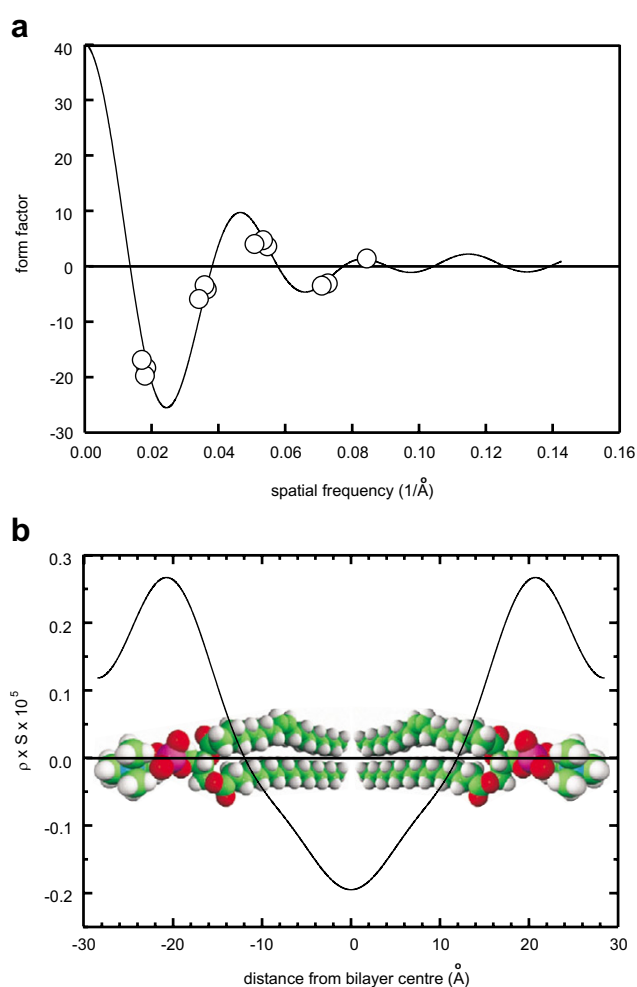 a
40
30
20
10
0
-10
-20
-30
form factor
0.00 0.02 0.04 0.06 0.08 0.10 0.12 0.14 0.16
spatial frequency (1/Å)
b
0.3
0.2
0.1
0.0
-0.1
-0.2
ρ x S x 10⁵
-30 -20 -10 0 10 20 30
distance from bilayer centre (Å)